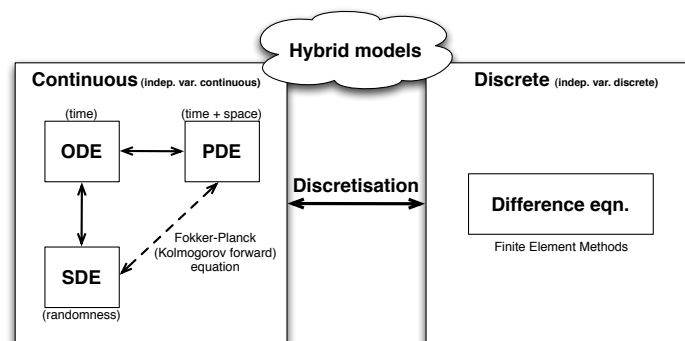 Hybrid models
Continuous (indep. var. continuous)
(time)
ODE
(time + space)
PDE
Fokker-Planck
(Kolmogorov forward)
equation
SDE
(randomness)
Discretisation
Discrete (indep. var. discrete)
Difference eqn.
Finite Element Methods